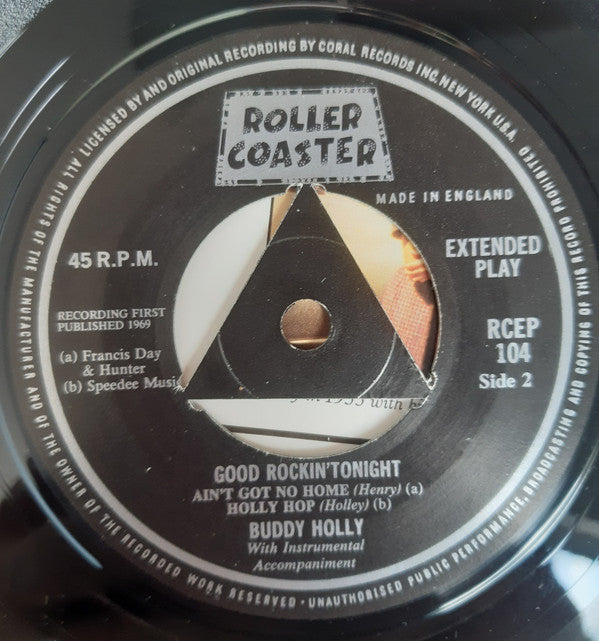 ALL RIGHTS OF THE MANUFACTURER AND OF THE OWNER OF THE RECORDED WORK RESERVED · UNAUTHORISED PUBLIC PERFORMANCE, BROADCASTING AND COPYING OF THIS RECORD PROHIBITED.
LICENSED BY AND ORIGINAL RECORDING BY CORAL RECORDS INC. NEW YORK U.S.A.
ROLLER
COASTER
MADE IN ENGLAND
45 R.P.M.
EXTENDED
PLAY
RECORDING FIRST
PUBLISHED 1969
RCEP
104
(a) Francis Day
& Hunter
Side 2
(b) Speedee Music
in 1955 with
GOOD ROCKIN'TONIGHT
AIN'T GOT NO HOME (Henry) (a)
HOLLY HOP (Holley) (b)
BUDDY HOLLY
With Instrumental
Accompaniment